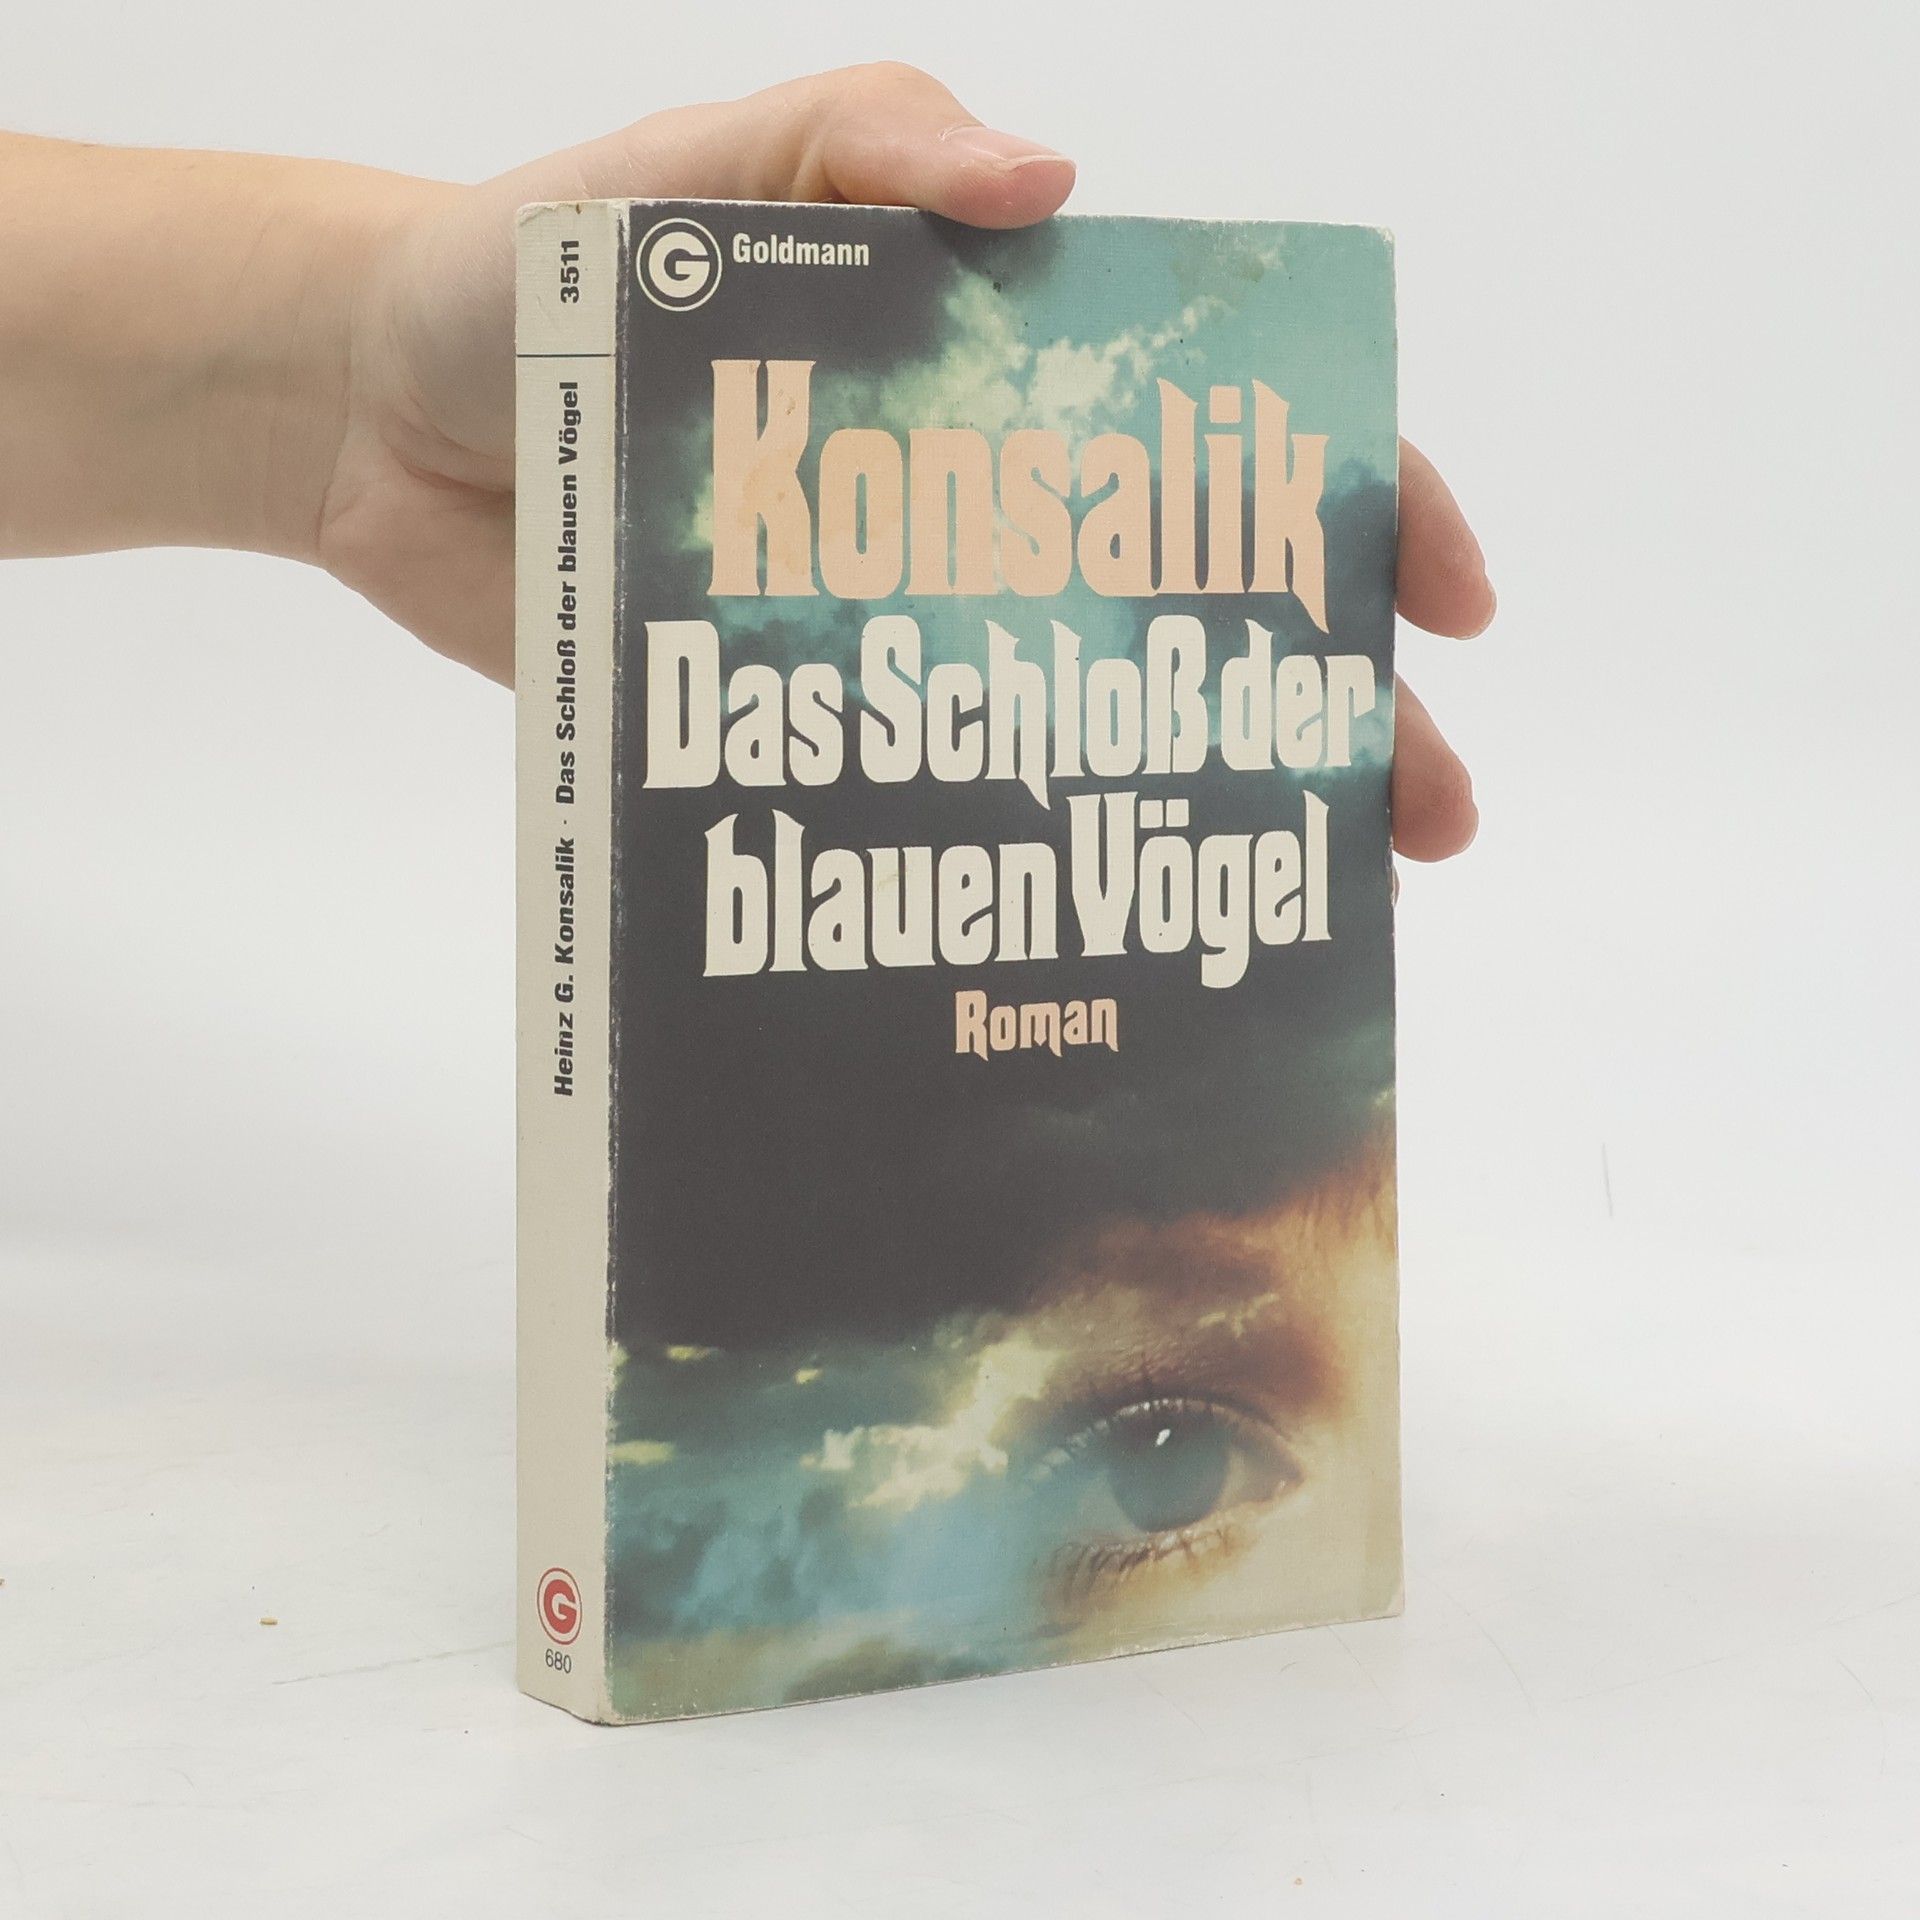 3511
Heinz G. Konsalik · Das Schloß der blauen Vögel
G
680
G Goldmann
Konsalik
Das Schloß der
blauen Vögel
Roman